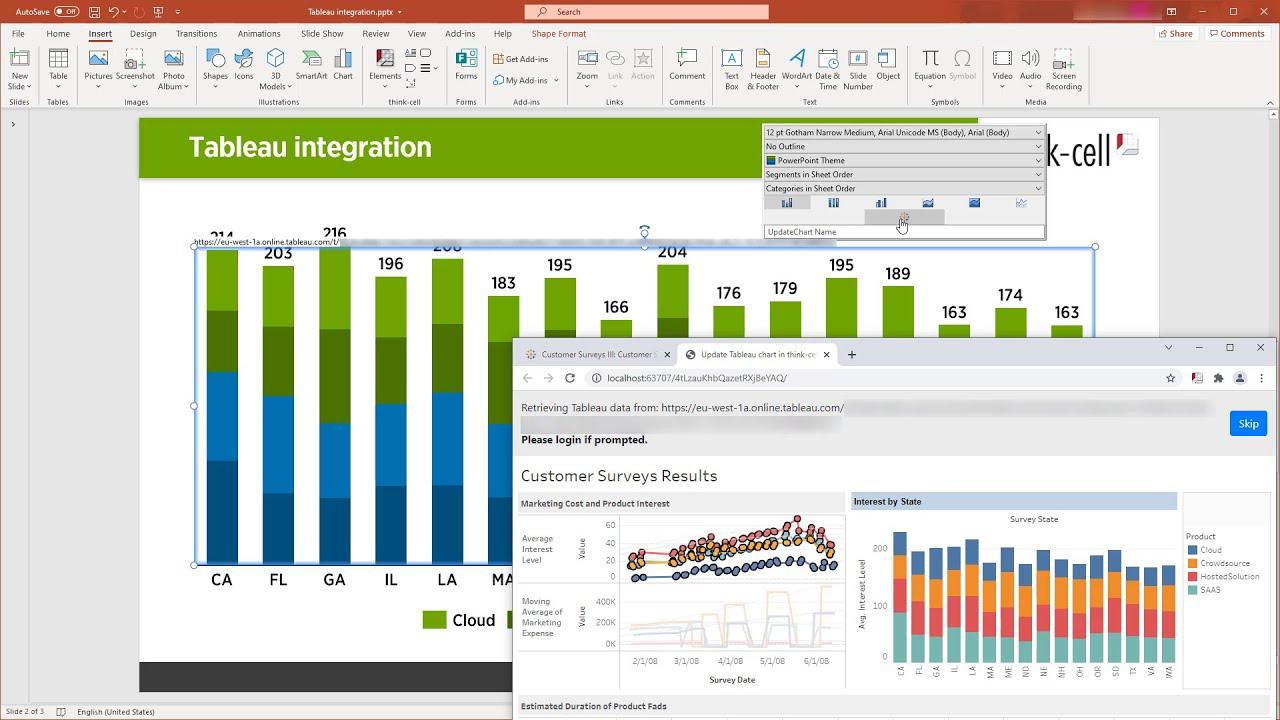 AutoSave Off
Tableau integration.pptx
Search
File Home Insert Design Transitions Animations Slide Show Review View Add-ins Help Shape Format Share Comments
New Slide Table Pictures Screenshot Photo Album Shapes Icons 3D Models SmartArt Chart Elements Forms Get Add-ins My Add-ins Zoom Link Action Comment Text Box Header & Footer WordArt Date & Time Slide Number Object Equation Symbol Video Audio Screen Recording
Slides Tables Images Illustrations think-cell Forms Add-ins Links Comments Text Symbols Media
Tableau integration
k-cell
12 pt Gotham Narrow Medium, Arial Unicode MS (Body), Arial (Body)
No Outline
PowerPoint Theme
Segments in Sheet Order
Categories in Sheet Order
UpdateChart Name
https://eu-west-1a.online.tableau.com/t/
214 203 216 196 206 183 195 166 204 176 179 195 189 163 174 163
CA FL GA IL LA MA
Cloud
Customer Surveys III: Customer S
Update Tableau chart in think-ce
localhost:63707/4tLzauKhbQazetRXjBeYAQ/
Retrieving Tableau data from: https://eu-west-1a.online.tableau.com/
Please login if prompted.
Skip
Customer Surveys Results
Marketing Cost and Product Interest
Average Interest Level
Value
60
40
20
0
Moving Average of Marketing Expense
Value
400K
200K
0K
2/1/08 3/1/08 4/1/08 5/1/08 6/1/08
Survey Date
Interest by State
Survey State
Avg. Interest Level
200
100
0
CA FL GA IL LA MA ME ND NE NH OH OR SD TX VA WA
Product
Cloud
Crowdsource
HostedSolution
SAAS
Estimated Duration of Product Fads
Slide 2 of 3
English (United States)